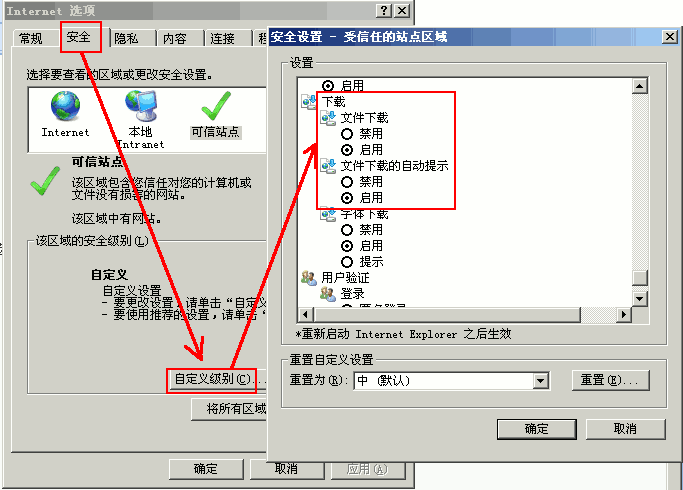 Internet 选项
常规 安全 隐私 内容 连接
选择要查看的区域或更改安全设置。
Internet
本地
Intranet
可信站点
可信站点
该区域包含您信任对您的计算机或
文件没有损害的网站。
该区域中有网站。
该区域的安全级别(L)
自定义
自定义设置
- 要更改设置,请单击“自定义
- 要使用推荐的设置,请单击“
自定义级别(C)...
将所有区域
确定 取消 应用(A)
安全设置 - 受信任的站点区域
设置
启用
下载
文件下载
禁用
启用
文件下载的自动提示
禁用
启用
字体下载
禁用
启用
提示
用户验证
登录
匿名登录
*重新启动 Internet Explorer 之后生效
重置自定义设置
重置为(R): 中 (默认) 重置(E)...
确定 取消